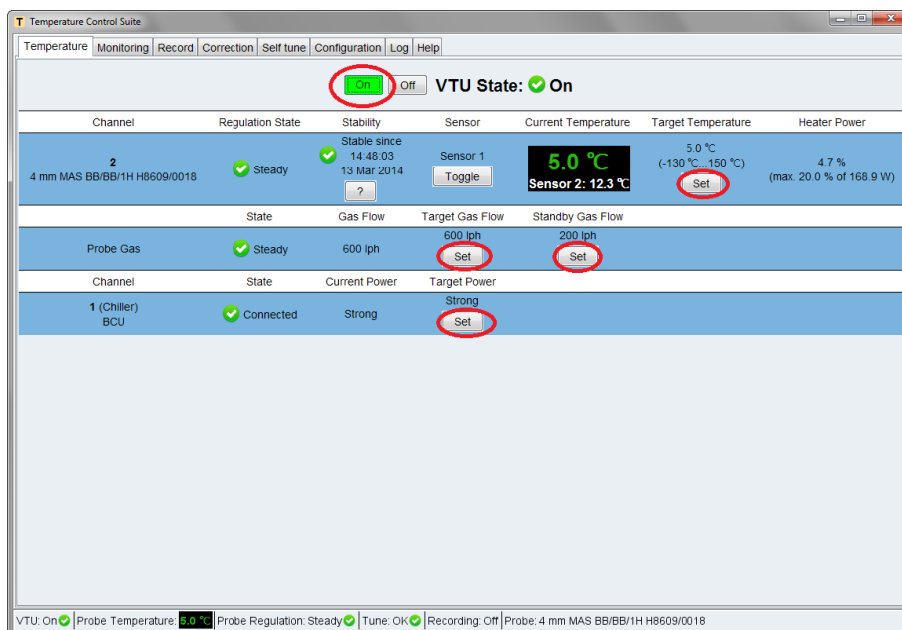 T Temperature Control Suite
Temperature Monitoring Record Correction Self tune Configuration Log Help
On Off VTU State: On
Channel Regulation State Stability Sensor Current Temperature Target Temperature Heater Power
2
4 mm MAS BB/BB/1H H8609/0018
Steady
Stable since
14:48:03
13 Mar 2014
?
Sensor 1
Toggle
5.0 °C
Sensor 2: 12.3 °C
5.0 °C
(-130 °C...150 °C)
Set
4.7 %
(max. 20.0 % of 168.9 W)
State Gas Flow Target Gas Flow Standby Gas Flow
Probe Gas
Steady
600 lph
600 lph
Set
200 lph
Set
Channel State Current Power Target Power
1 (Chiller)
BCU
Connected
Strong
Strong
Set
VTU: On Probe Temperature: 5.0 °C Probe Regulation: Steady Tune: OK Recording: Off Probe: 4 mm MAS BB/BB/1H H8609/0018